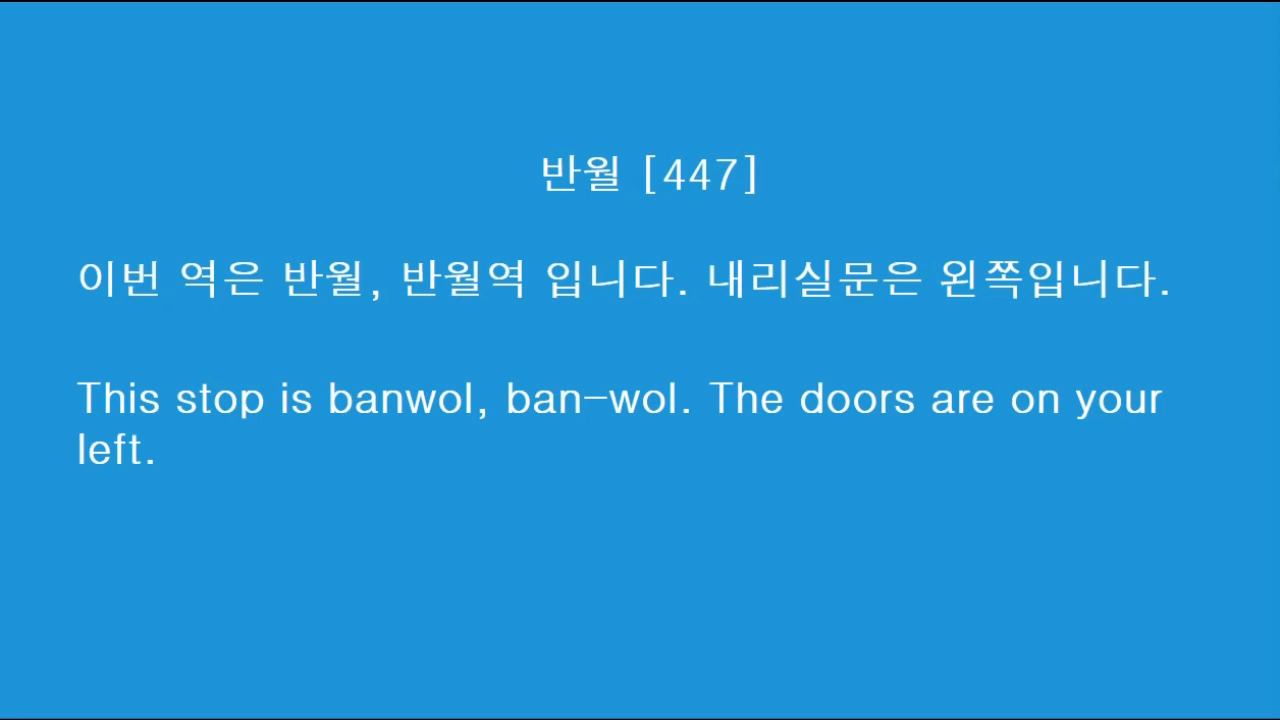 반월 [447]
이번 역은 반월, 반월역 입니다. 내리실문은 왼쪽입니다.
This stop is banwol, ban-wol. The doors are on your
left.